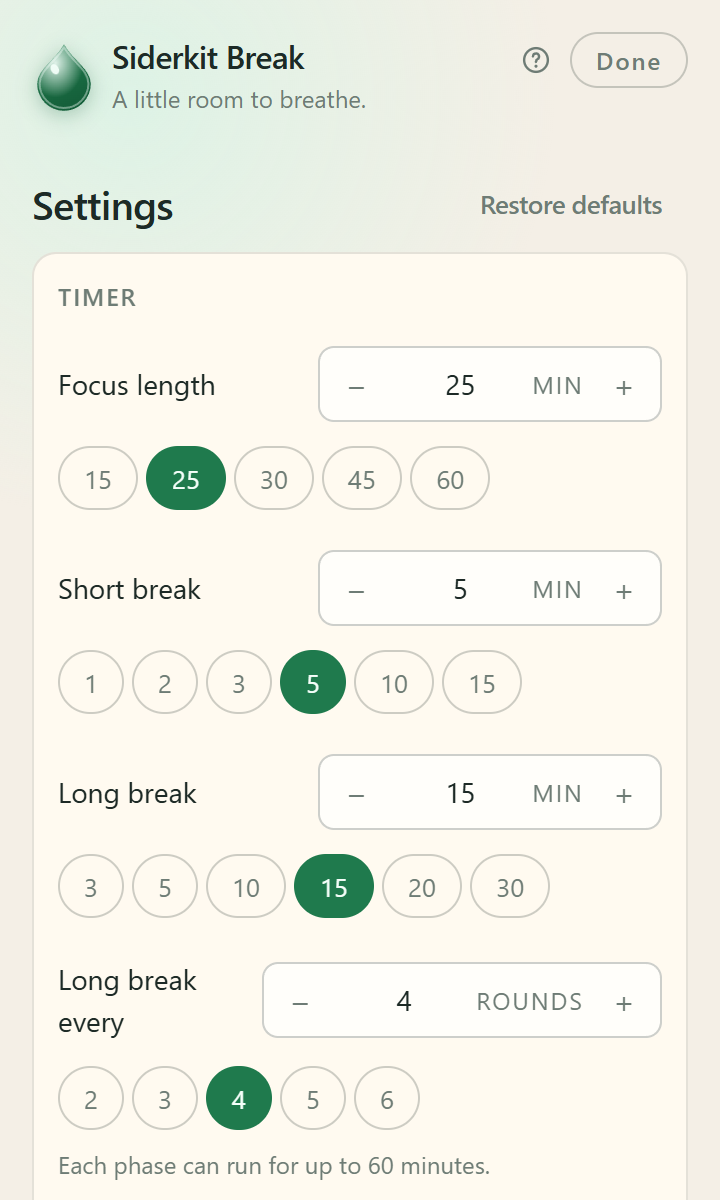 Siderkit Break
A little room to breathe.
Done
Settings
Restore defaults
TIMER
Focus length
– 25 MIN +
15 25 30 45 60
Short break
– 5 MIN +
1 2 3 5 10 15
Long break
– 15 MIN +
3 5 10 15 20 30
Long break
every
– 4 ROUNDS +
2 3 4 5 6
Each phase can run for up to 60 minutes.